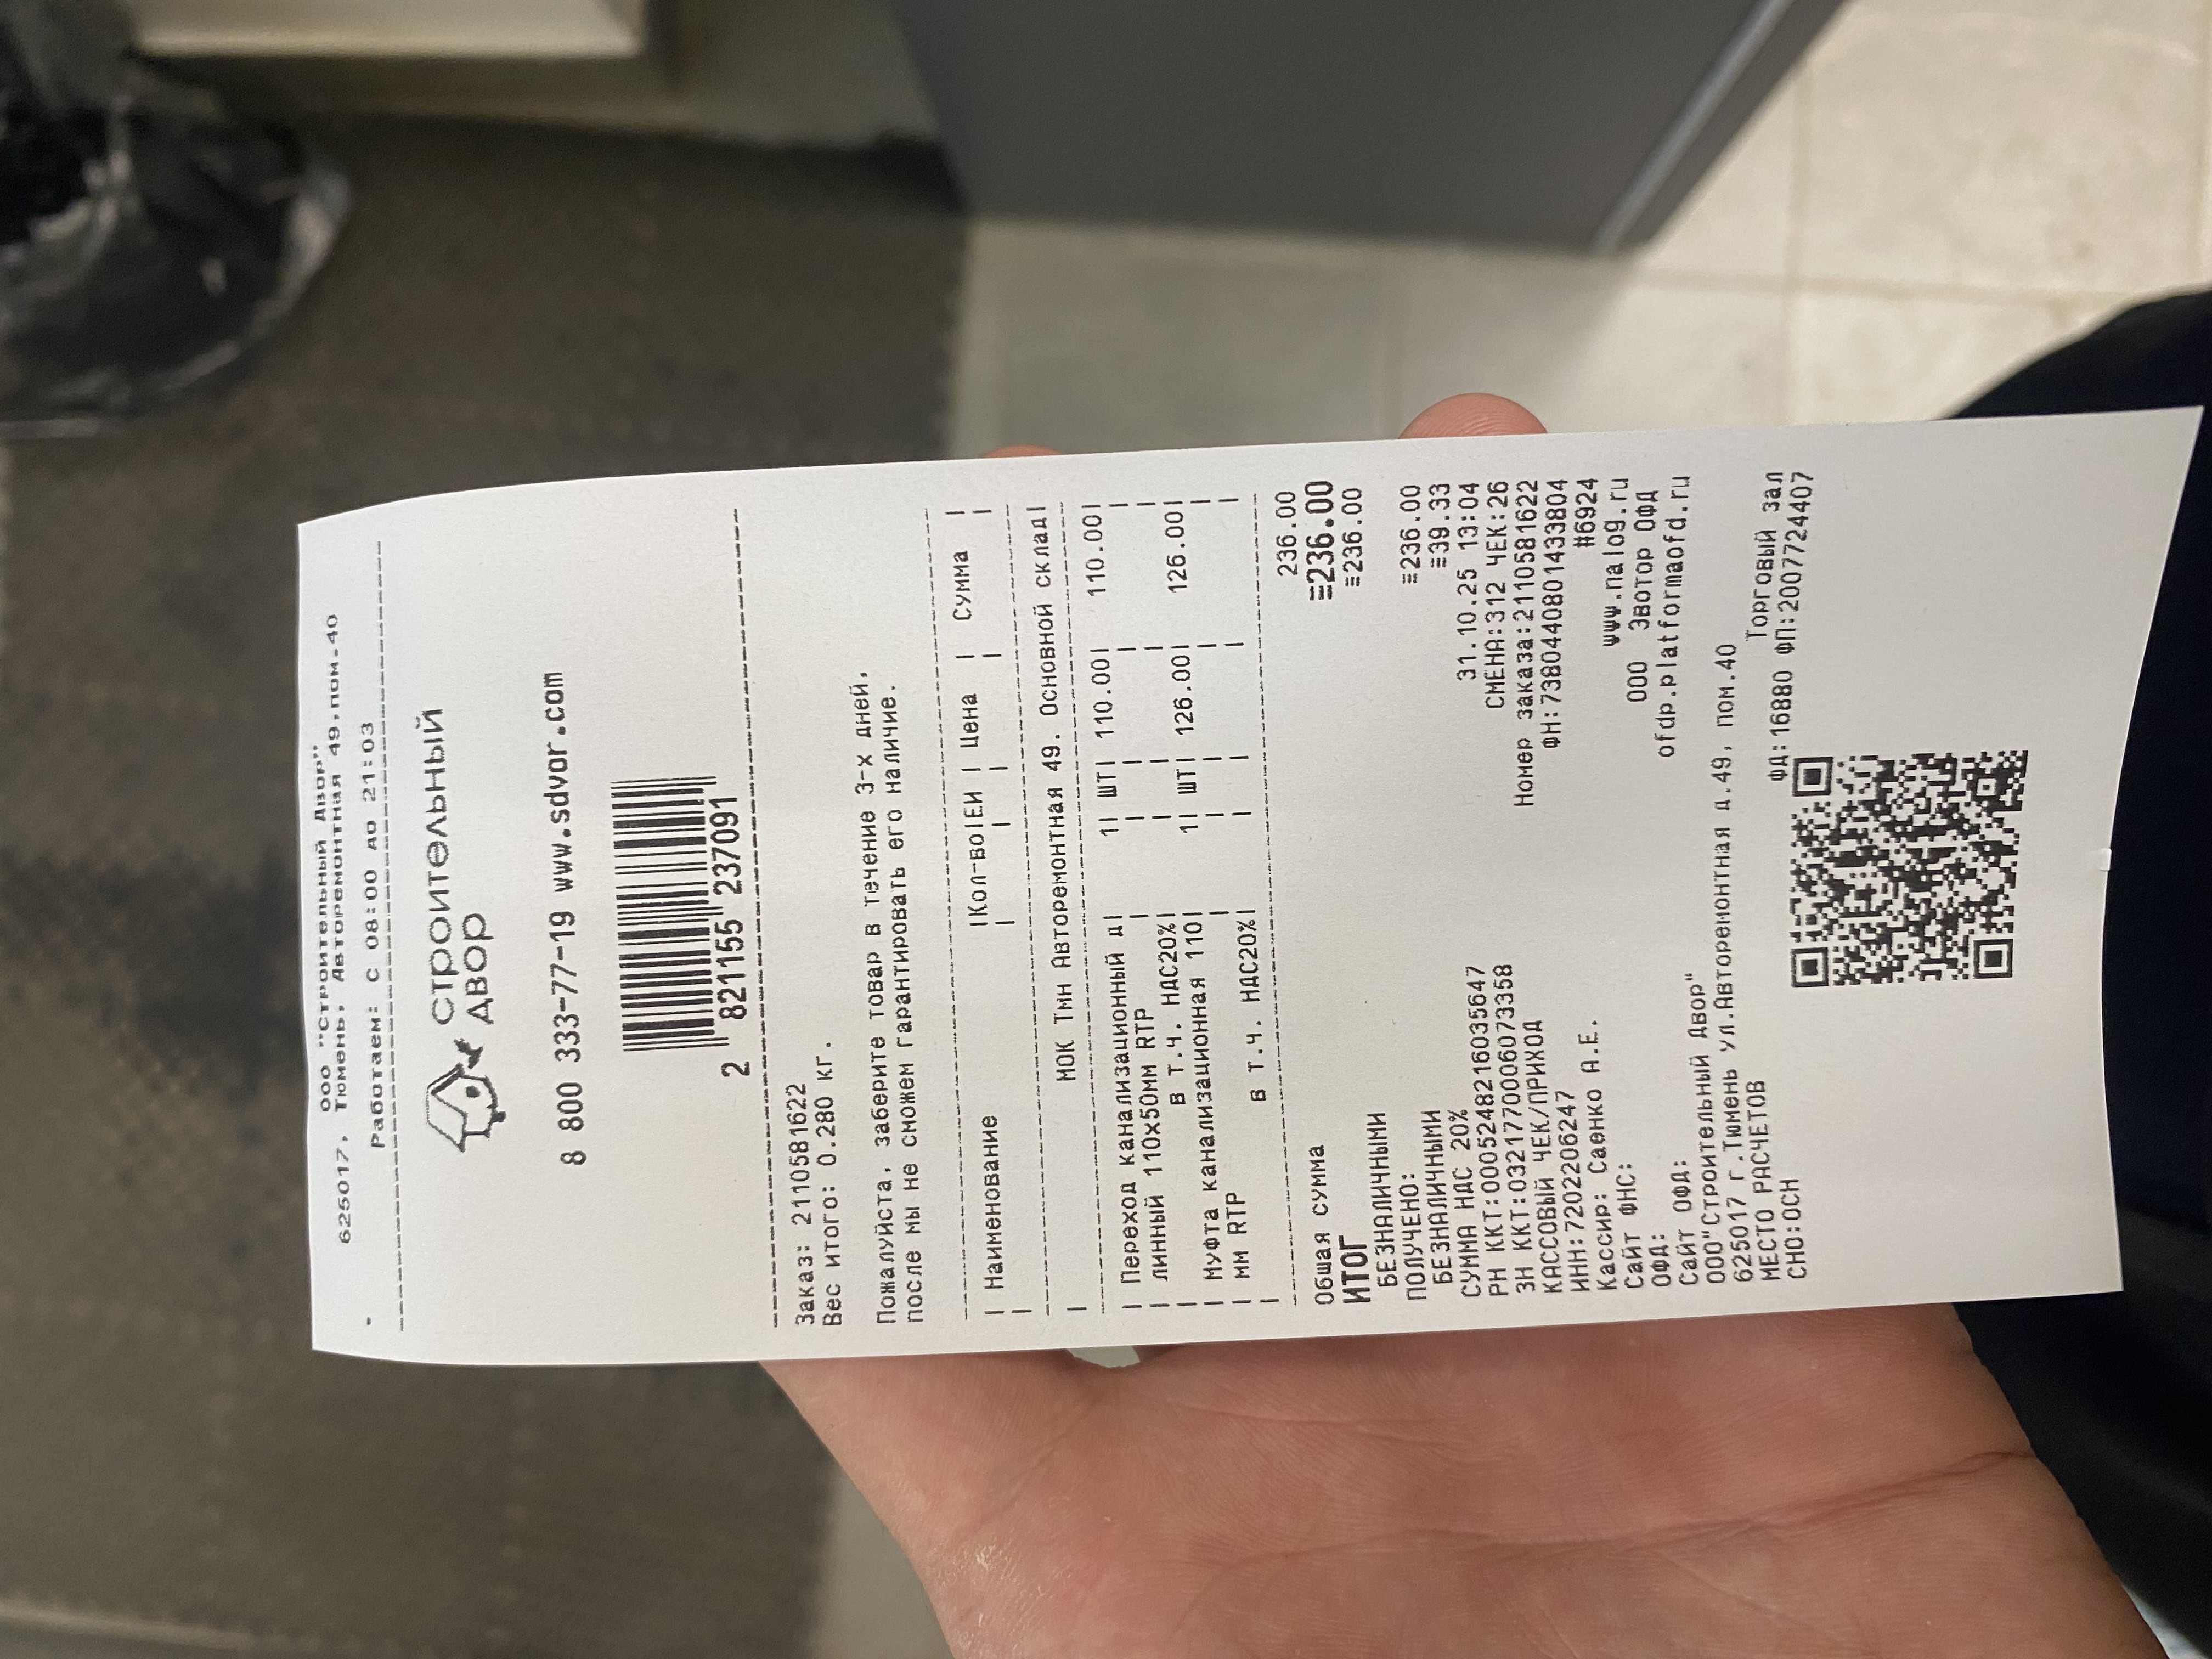 ООО "Строительный Двор"
625017, Тюмень, Авторемонтная 49,пом.40
Работаем: с 08:00 до 21:03
СТРОИТЕЛЬНЫЙ
ДВОР
8 800 333-77-19 www.sdvor.com
2 821155 237091
Заказ: 2110581622
Вес итого: 0.280 кг.
Пожалуйста, заберите товар в течение 3-х дней,
после мы не сможем гарантировать его наличие.
| Наименование |Кол-во|ЕИ | Цена | Сумма |
| МОК Тмн Авторемонтная 49. Основной склад|
| Переход канализационный д| 1| ШТ| 110.00| 110.00|
| линный 110х50мм RTP | | | | |
| в т.ч. НДС20%| | | | |
| Муфта канализационная 110| 1| ШТ| 126.00| 126.00|
| мм RTP | | | | |
| в т.ч. НДС20%| | | | |
Общая сумма 236.00
ИТОГ ≡236.00
БЕЗНАЛИЧНЫМИ ≡236.00
ПОЛУЧЕНО:
БЕЗНАЛИЧНЫМИ ≡236.00
СУММА НДС 20% ≡39.33
РН ККТ:0005248216035647 31.10.25 13:04
ЗН ККТ:03217700060733​58 СМЕНА:312 ЧЕК:26
КАССОВЫЙ ЧЕК/ПРИХОД Номер заказа:2110581622
ИНН:7202206247 ФН:7380440801433804
Кассир: Саенко А.Е. #6924
Сайт ФНС: www.nalog.ru
ОФД: ООО Эвотор ОФД
Сайт ОФД: ofdp.platformaofd.ru
ООО"Строительный Двор"
625017 г.Тюмень ул.Авторемонтная д.49, пом.40
МЕСТО РАСЧЕТОВ Торговый зал
СНО:ОСН ФД:16880 ФП:2007724407